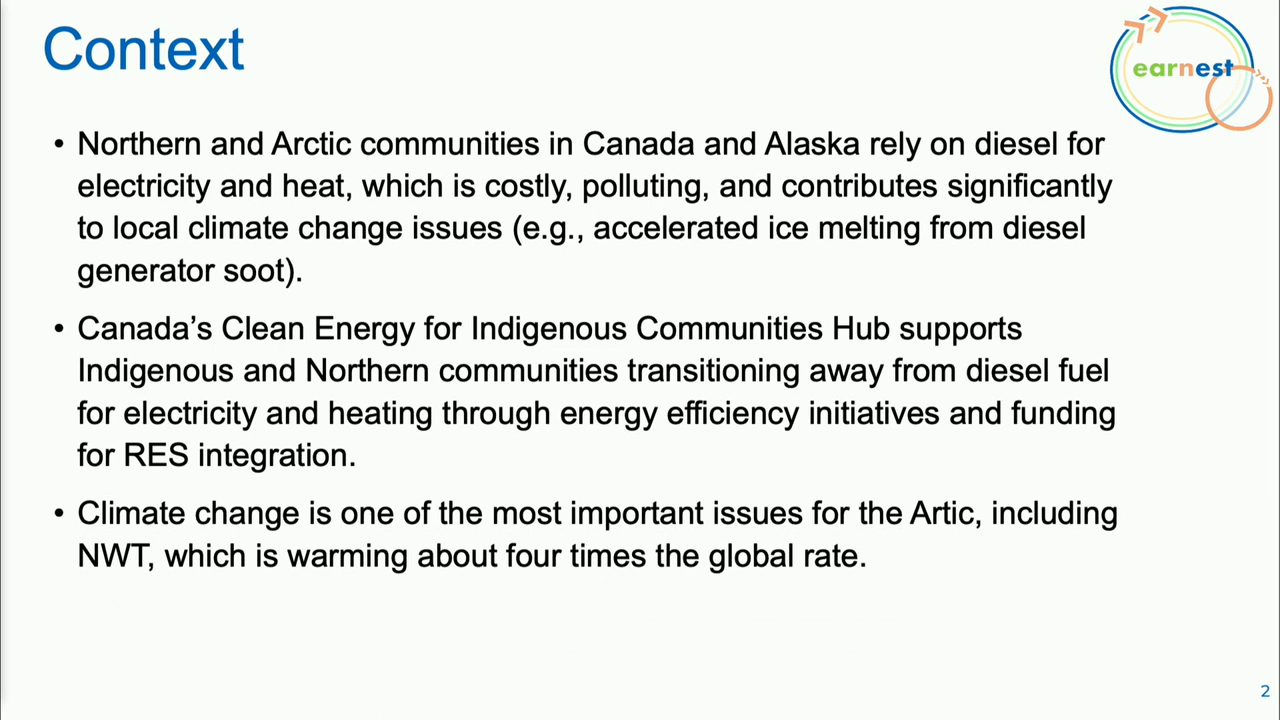 Context
earnest
• Northern and Arctic communities in Canada and Alaska rely on diesel for
electricity and heat, which is costly, polluting, and contributes significantly
to local climate change issues (e.g., accelerated ice melting from diesel
generator soot).
• Canada’s Clean Energy for Indigenous Communities Hub supports
Indigenous and Northern communities transitioning away from diesel fuel
for electricity and heating through energy efficiency initiatives and funding
for RES integration.
• Climate change is one of the most important issues for the Artic, including
NWT, which is warming about four times the global rate.
2